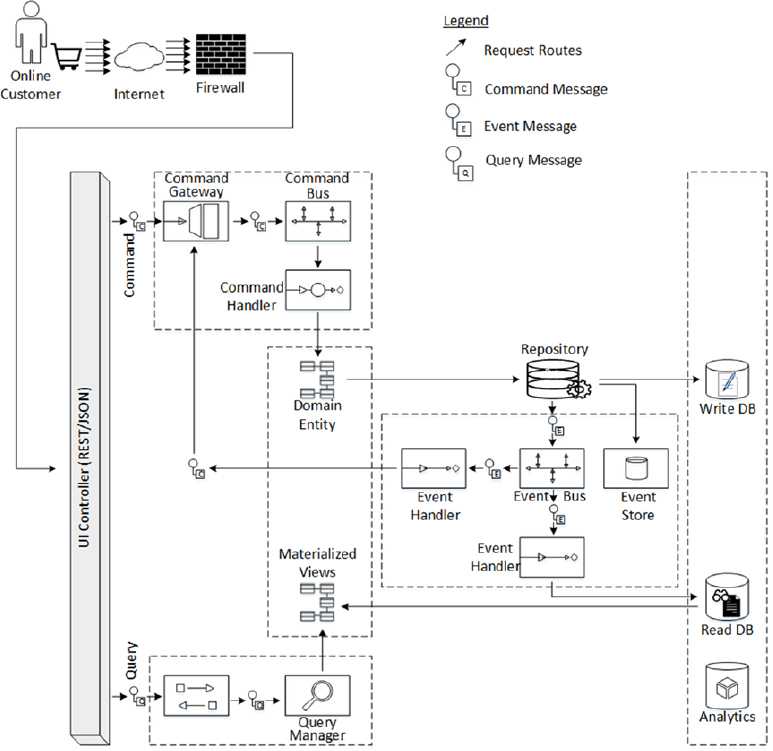 Legend
Request Routes
C
Command Message
E
Event Message
Q
Query Message
Online
Customer
Internet
Firewall
Command
Gateway
Command
Bus
C
C
Command
Command
Handler
Repository
Domain
Entity
Write DB
E
UI Controller (REST/JSON)
C
E
Event
Handler
Event Bus
Event
Store
E
Event
Handler
Materialized
Views
Read DB
Query
Q
Q
Query
Manager
Analytics